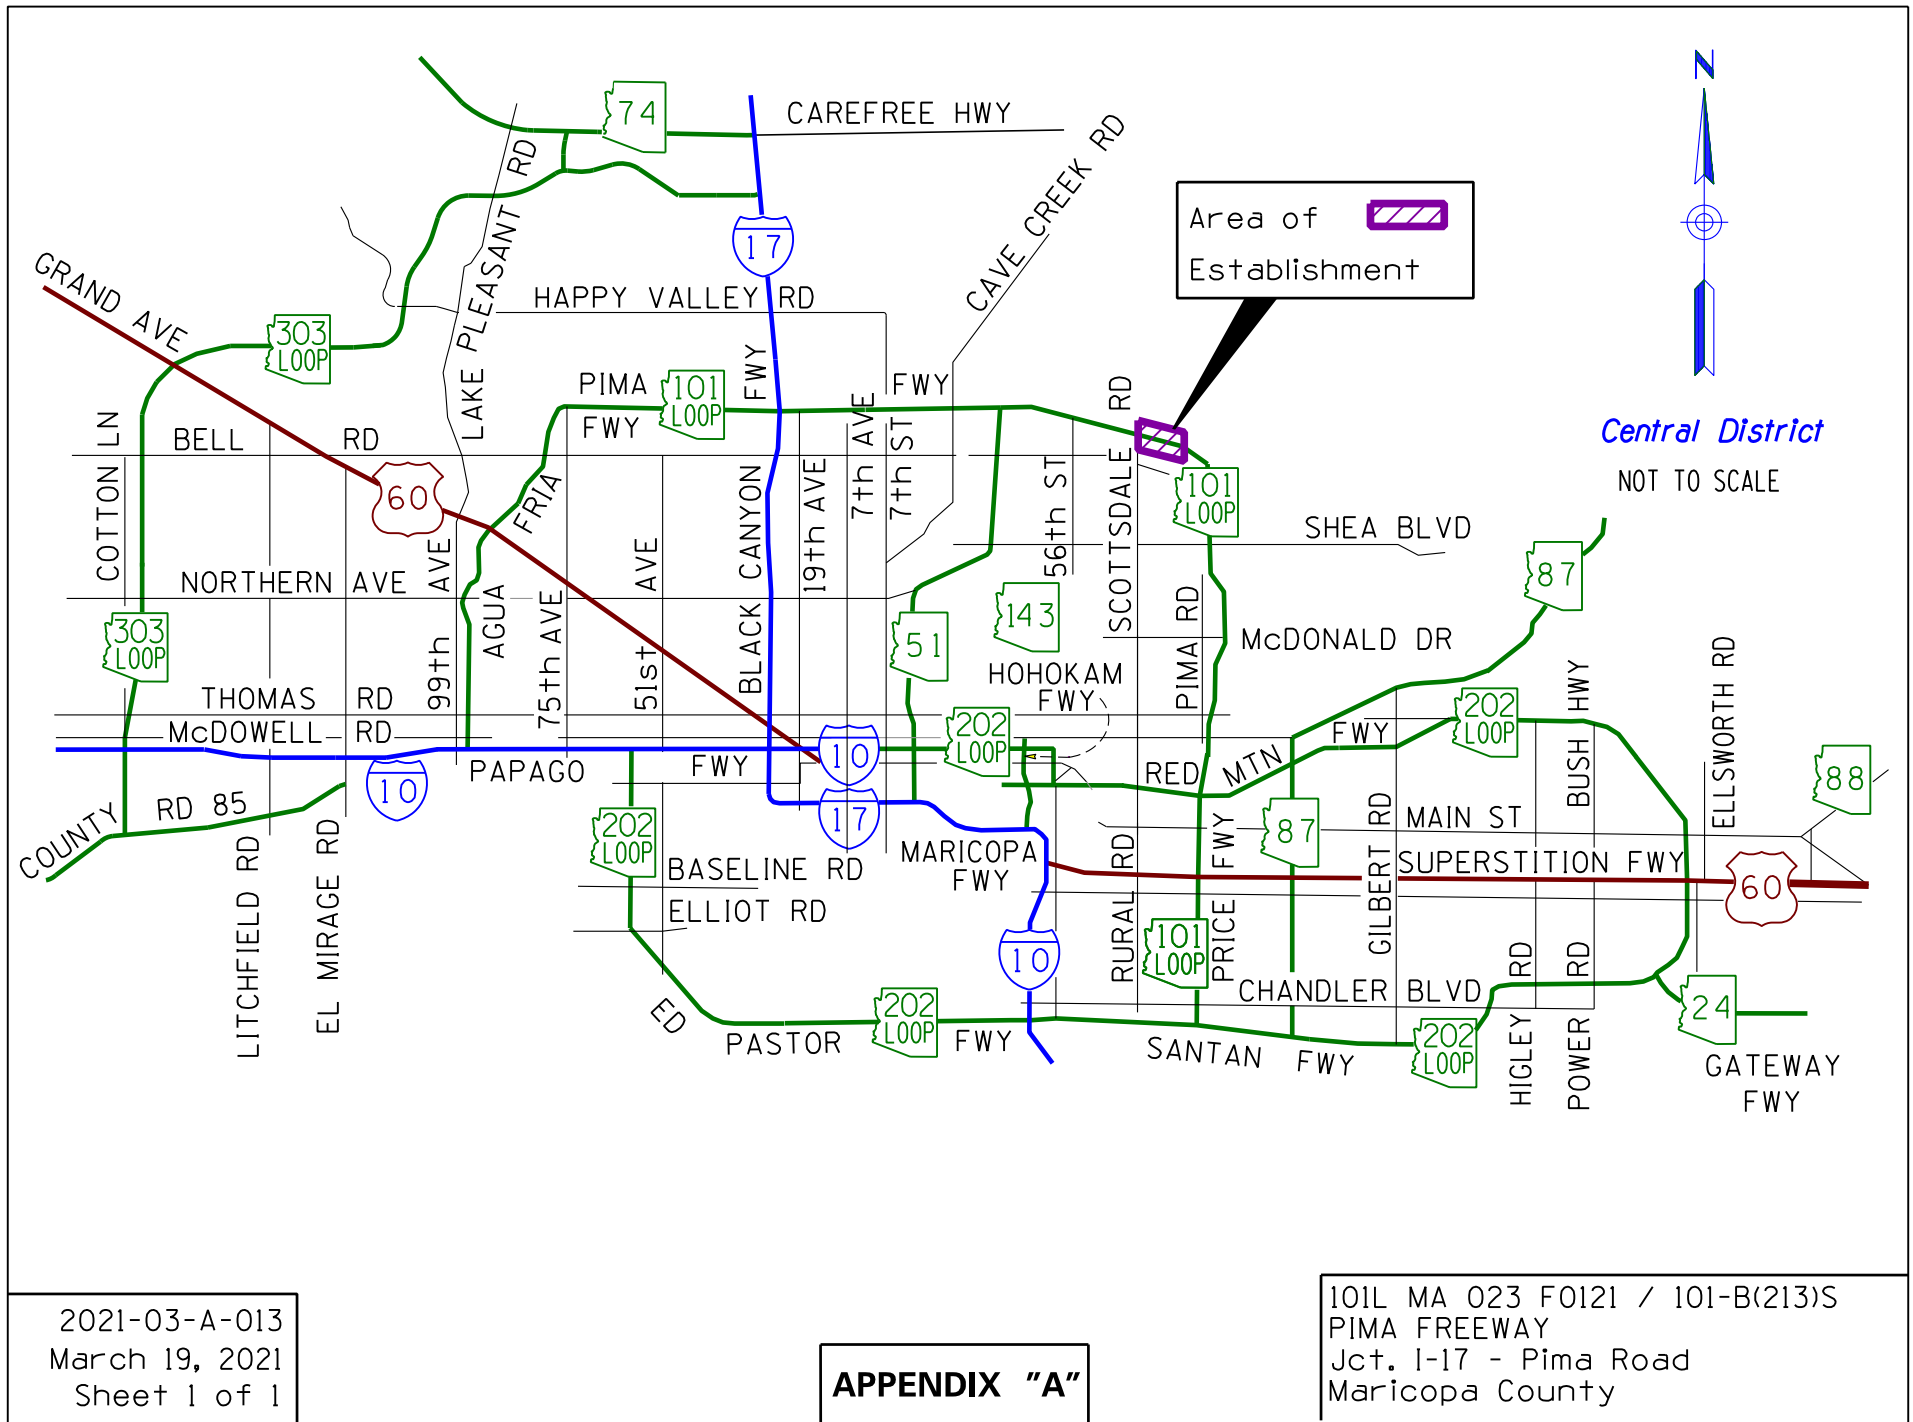 N
74
CAREFREE HWY
CAVE CREEK RD
LAKE PLEASANT RD
Area of
Establishment
17
GRAND AVE
HAPPY VALLEY RD
303
LOOP
PIMA
FWY
101
LOOP
FWY
FWY
Central District
NOT TO SCALE
BELL RD
60
COTTON LN
AGUA FRIA
BLACK CANYON FWY
19th AVE
7th AVE
7th ST
56th ST
SCOTTSDALE RD
101
LOOP
SHEA BLVD
87
NORTHERN AVE
99th AVE
75th AVE
51st AVE
303
LOOP
51
143
HOHOKAM
FWY
PIMA RD
McDONALD DR
BUSH HWY
ELLSWORTH RD
THOMAS RD
McDOWELL RD
202
LOOP
202
LOOP
10
PAPAGO FWY
RED MTN FWY
88
COUNTY RD 85
10
17
202
LOOP
MARICOPA
FWY
87
MAIN ST
SUPERSTITION FWY
60
BASELINE RD
ELLIOT RD
LITCHFIELD RD
EL MIRAGE RD
RURAL RD
PRICE FWY
GILBERT RD
10
101
LOOP
CHANDLER BLVD
HIGLEY RD
POWER RD
24
GATEWAY
FWY
ED PASTOR FWY
202
LOOP
SANTAN FWY
202
LOOP
2021-03-A-013
March 19, 2021
Sheet 1 of 1
APPENDIX "A"
101L MA 023 F0121 / 101-B(213)S
PIMA FREEWAY
Jct. I-17 - Pima Road
Maricopa County